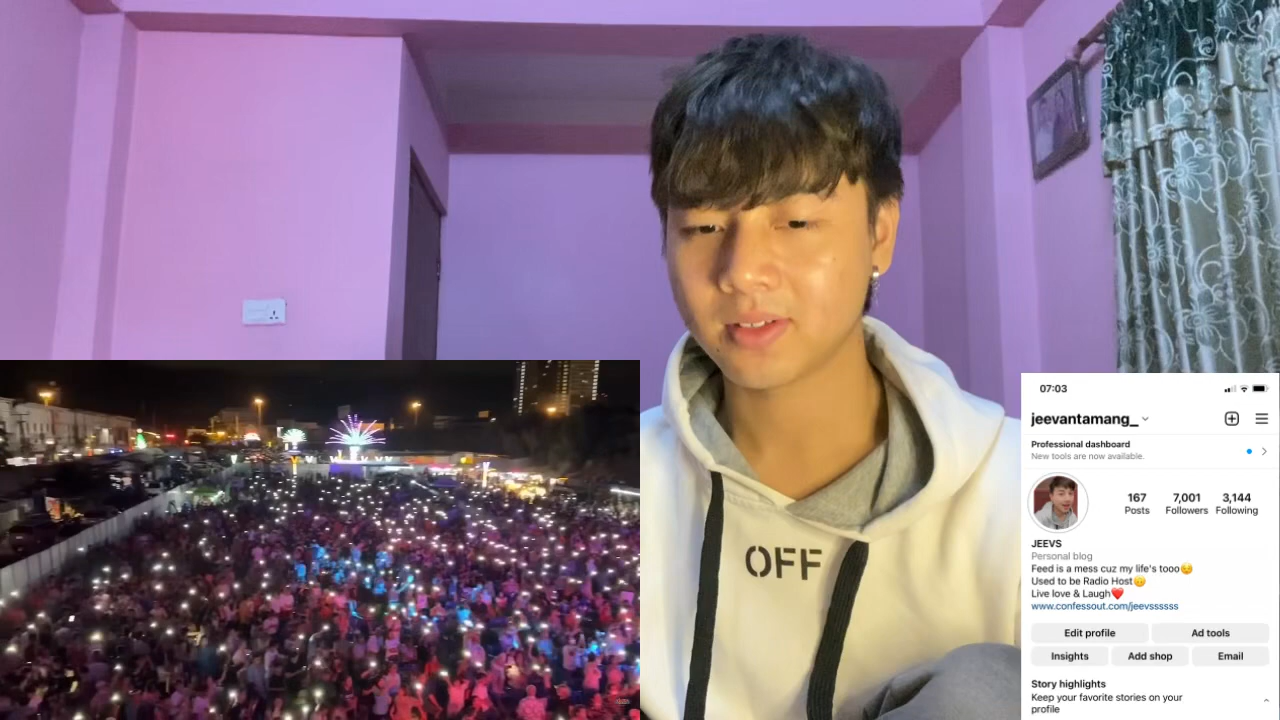 OFF
07:03
jeevantamang_
Professional dashboard
New tools are now available.
167 7,001 3,144
Posts Followers Following
JEEVS
Personal blog
Feed is a mess cuz my life's tooo😔
Used to be Radio Host🙃
Live love & Laugh❤️
www.confessout.com/jeevssssss
Edit profile Ad tools
Insights Add shop Email
Story highlights
Keep your favorite stories on your
profile